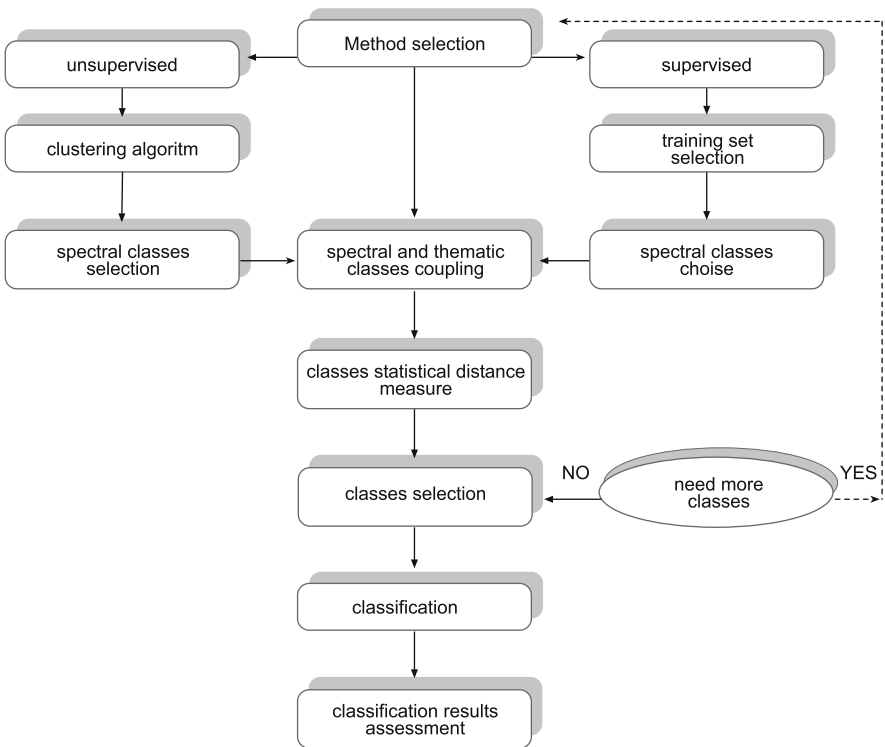 Method selection
unsupervised
supervised
clustering algoritm
training set
selection
spectral classes
selection
spectral and thematic
classes coupling
spectral classes
choise
classes statistical distance
measure
classes selection
NO
need more
classes
YES
classification
classification results
assessment